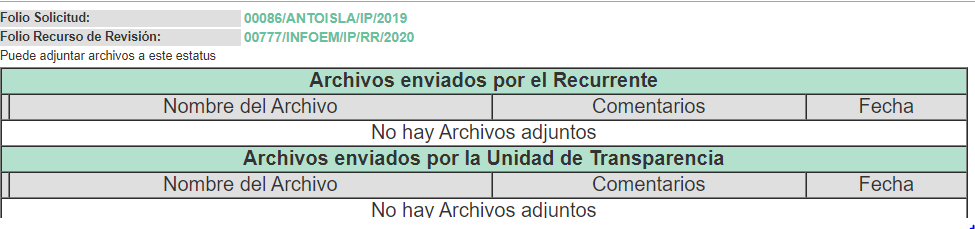 Folio Solicitud: 00086/ANTOISLA/IP/2019
Folio Recurso de Revisión: 00777/INFOEM/IP/RR/2020
Puede adjuntar archivos a este estatus
Archivos enviados por el Recurrente
Nombre del Archivo Comentarios Fecha
No hay Archivos adjuntos
Archivos enviados por la Unidad de Transparencia
Nombre del Archivo Comentarios Fecha
No hay Archivos adjuntos